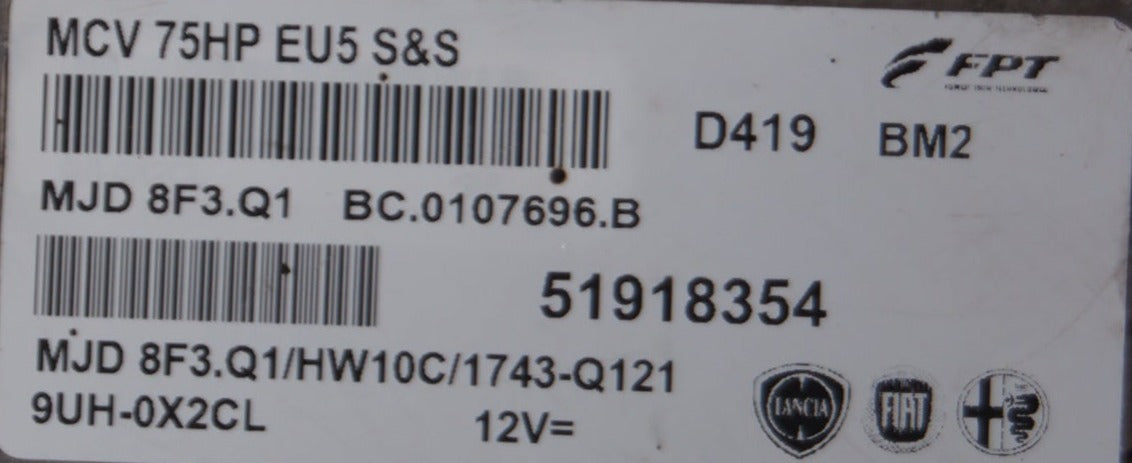 MCV 75HP EU5 S&S
FPT
D419 BM2
MJD 8F3.Q1 BC.0107696.B
51918354
MJD 8F3.Q1/HW10C/1743-Q121
9UH-0X2CL 12V=
LANCIA FIAT